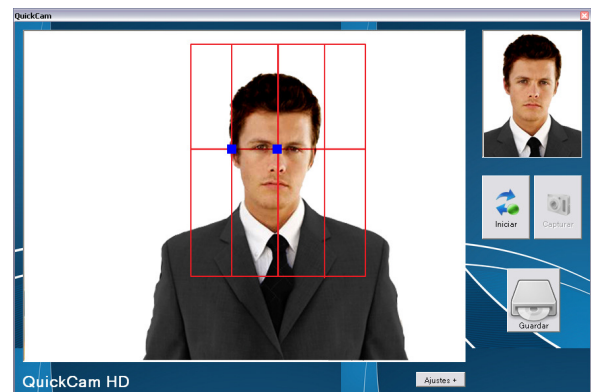 QuickCam
Iniciar
Capturar
Guardar
QuickCam HD
Ajustes +